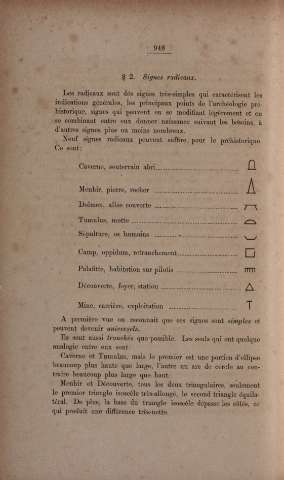 948
§ 2. Signes radicaux.
Les radicaux sont des signes très-simples qui caractérisent les
indications générales, les principaux points de l'archéologie pré-
historique, signes qui peuvent en se modifiant légèrement et en
se combinant entre eux donner naissance suivant les besoins, à
d'autres signes plus ou moins nombreux.
Neuf signes radicaux peuvent suffire pour le préhistorique
Ce sont:
Caverne, souterrain abri
Menhir, pierre, rocher
Dolmen, allée couverte
Tumulus, motte
Sépulture, os humains
Camp, oppidum, retranchement
Palafitte, habitation sur pilotis
Découverte, foyer, station
Mine, carrière, exploitation
A première vue on reconnaît que ces signes sont simples et
peuvent devenir universels.
Ils sont aussi tranchés que possible. Les seuls qui ont quelque
analogie entre eux sont:
Caverne et Tumulus, mais le premier est une portion d'ellipse
beaucoup plus haute que large, l'autre un arc de cercle au con-
traire beaucoup plus large que haut.
Menhir et Découverte, tous les deux triangulaires, seulement
le premier triangle isocèle très-allongé, le second triangle équila-
téral. De plus, la base du triangle isocèle dépasse les côtés, ce
qui produit une différence très-nette.